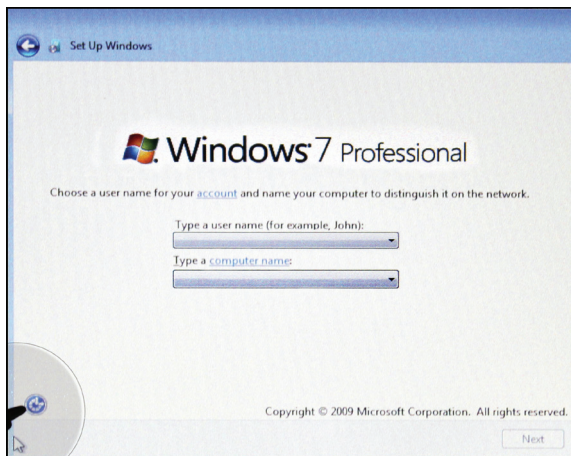 Set Up Windows
Windows 7 Professional
Choose a user name for your account and name your computer to distinguish it on the network.
Type a user name (for example, John):
Type a computer name:
Copyright © 2009 Microsoft Corporation. All rights reserved.
Next